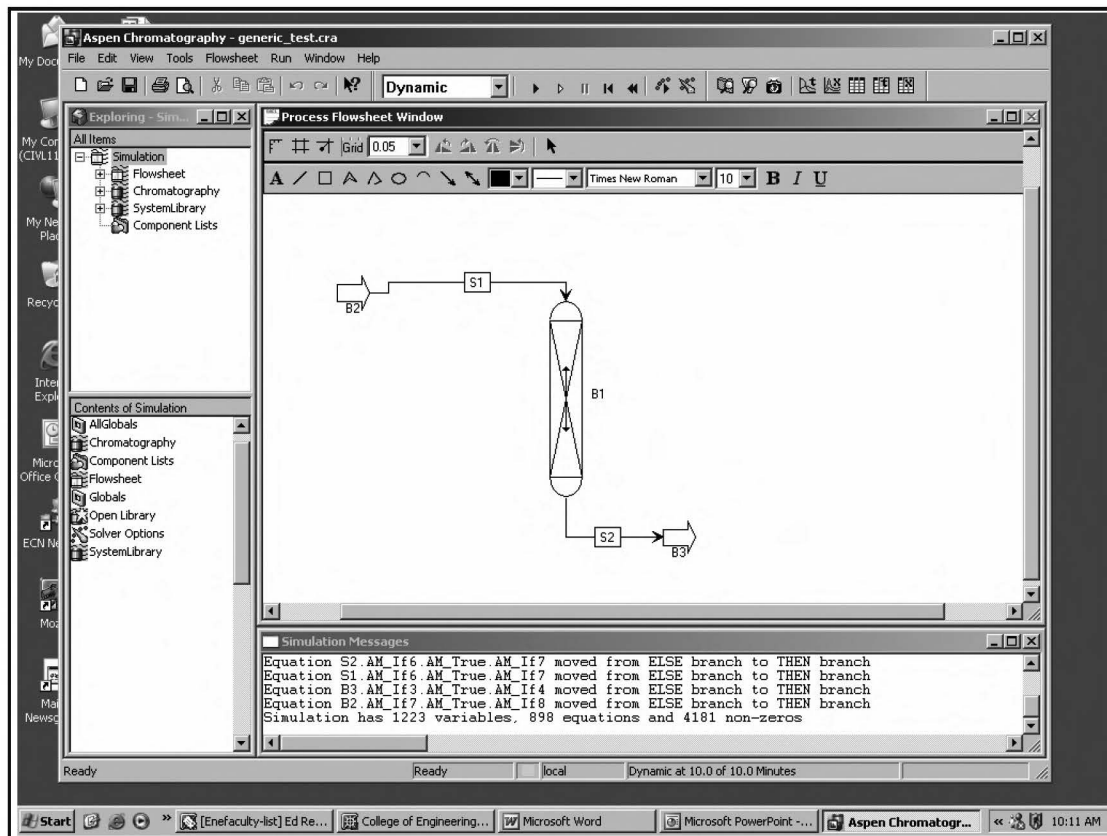 My Doc
My Con
(CIVL11
My Ne
Plac
Recyc
Inter
Expl
Micro
Office
ECN Ne
Moz
Mai
Newsg
Aspen Chromatography - generic_test.cra
File Edit View Tools Flowsheet Run Window Help
Dynamic
Exploring - Sim...
All Items
Simulation
Flowsheet
Chromatography
SystemLibrary
Component Lists
Contents of Simulation
AllGlobals
Chromatography
Component Lists
Flowsheet
Globals
Open Library
Solver Options
SystemLibrary
Process Flowsheet Window
Grid 0.05
A Times New Roman 10 B I U
S1
B2
B1
S2
B3
Simulation Messages
Equation S2.AM_If6.AM_True.AM_If7 moved from ELSE branch to THEN branch
Equation S1.AM_If6.AM_True.AM_If7 moved from ELSE branch to THEN branch
Equation B3.AM_If3.AM_True.AM_If4 moved from ELSE branch to THEN branch
Equation B2.AM_If7.AM_True.AM_If8 moved from ELSE branch to THEN branch
Simulation has 1223 variables, 898 equations and 4181 non-zeros
Ready Ready local Dynamic at 10.0 of 10.0 Minutes
Start » [Enefaculty-list] Ed Re... College of Engineering... Microsoft Word Microsoft PowerPoint -... Aspen Chromatogr... « 10:11 AM